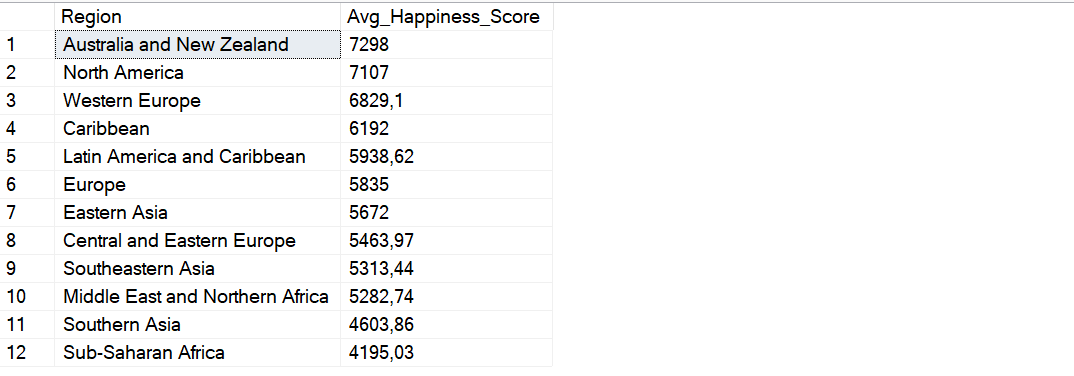 Region Avg_Happiness_Score
1 Australia and New Zealand 7298
2 North America 7107
3 Western Europe 6829,1
4 Caribbean 6192
5 Latin America and Caribbean 5938,62
6 Europe 5835
7 Eastern Asia 5672
8 Central and Eastern Europe 5463,97
9 Southeastern Asia 5313,44
10 Middle East and Northern Africa 5282,74
11 Southern Asia 4603,86
12 Sub-Saharan Africa 4195,03